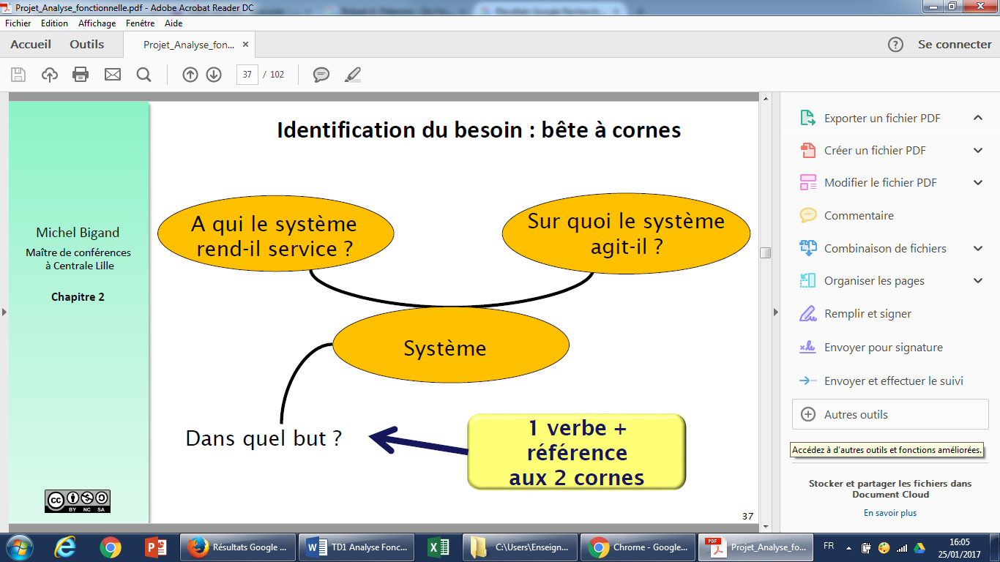 Projet_Analyse_fonctionnelle.pdf - Adobe Acrobat Reader DC
Fichier Edition Affichage Fenêtre Aide
Accueil Outils Projet_Analyse_fon... × ? Se connecter
37 / 102
Identification du besoin : bête à cornes
A qui le système
rend-il service ?
Sur quoi le système
agit-il ?
Système
Dans quel but ?
1 verbe +
référence
aux 2 cornes
37
Michel Bigand
Maître de conférences
à Centrale Lille
Chapitre 2
cc
BY NC SA
Exporter un fichier PDF
Créer un fichier PDF
Modifier le fichier PDF
Commentaire
Combinaison de fichiers
Organiser les pages
Remplir et signer
Envoyer pour signature
Envoyer et effectuer le suivi
Autres outils
Accédez à d'autres outils et fonctions améliorées.
Stocker et partager les fichiers dans
Document Cloud
En savoir plus
Résultats Google ...
TD1 Analyse Fonc...
C:\Users\Enseign...
Chrome - Google...
PDF
Projet_Analyse_fo...
FR
16:05
25/01/2017